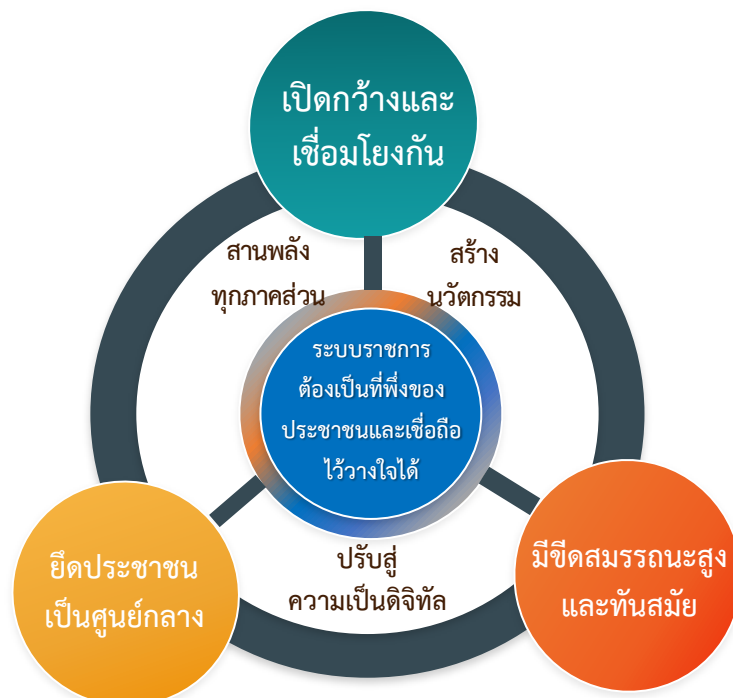 เปิดกว้างและ
เชื่อมโยงกัน
สานพลัง
ทุกภาคส่วน
สร้าง
นวัตกรรม
ระบบราชการ
ต้องเป็นที่พึ่งของ
ประชาชนและเชื่อถือ
ไว้วางใจได้
ยึดประชาชน
เป็นศูนย์กลาง
ปรับสู่
ความเป็นดิจิทัล
มีขีดสมรรถนะสูง
และทันสมัย